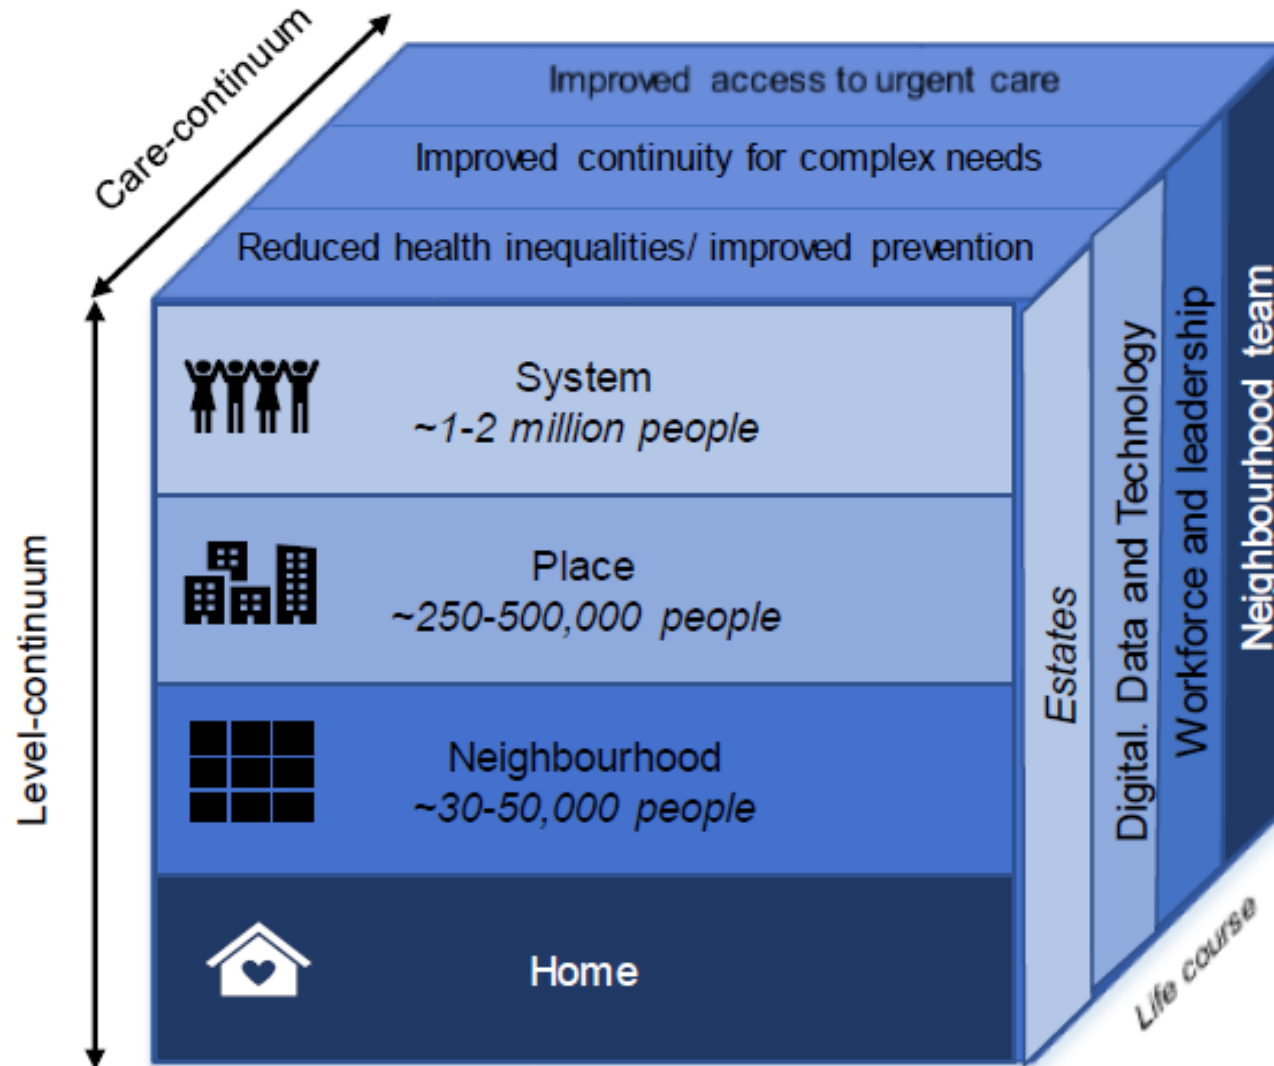 Care-continuum
Improved access to urgent care
Improved continuity for complex needs
Reduced health inequalities/ improved prevention
Level-continuum
System
~1-2 million people
Place
~250-500,000 people
Neighbourhood
~30-50,000 people
Home
Estates
Digital. Data and Technology
Workforce and leadership
Neighbourhood team
Life course